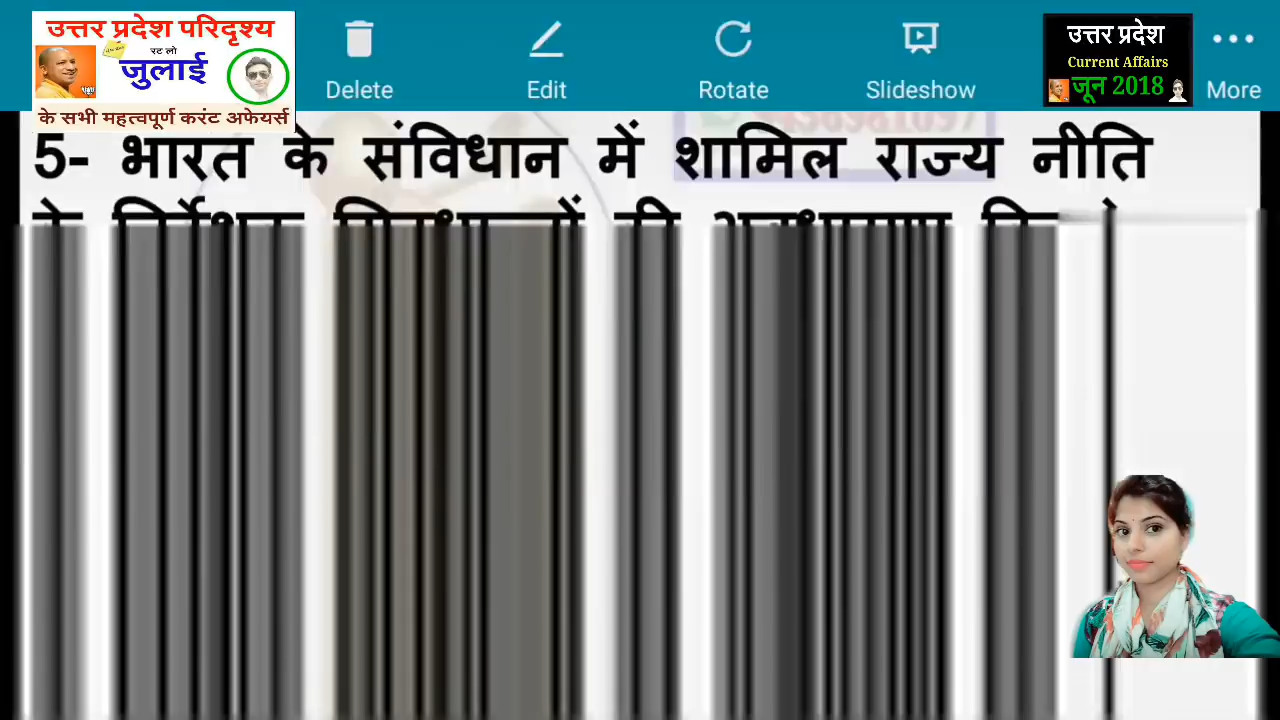 उत्तर प्रदेश परिदृश्य
रट लो
जुलाई
के सभी महत्वपूर्ण करंट अफेयर्स
Delete
Edit
Rotate
Slideshow
More
उत्तर प्रदेश
Current Affairs
जून 2018
5- भारत के संविधान में शामिल राज्य नीति